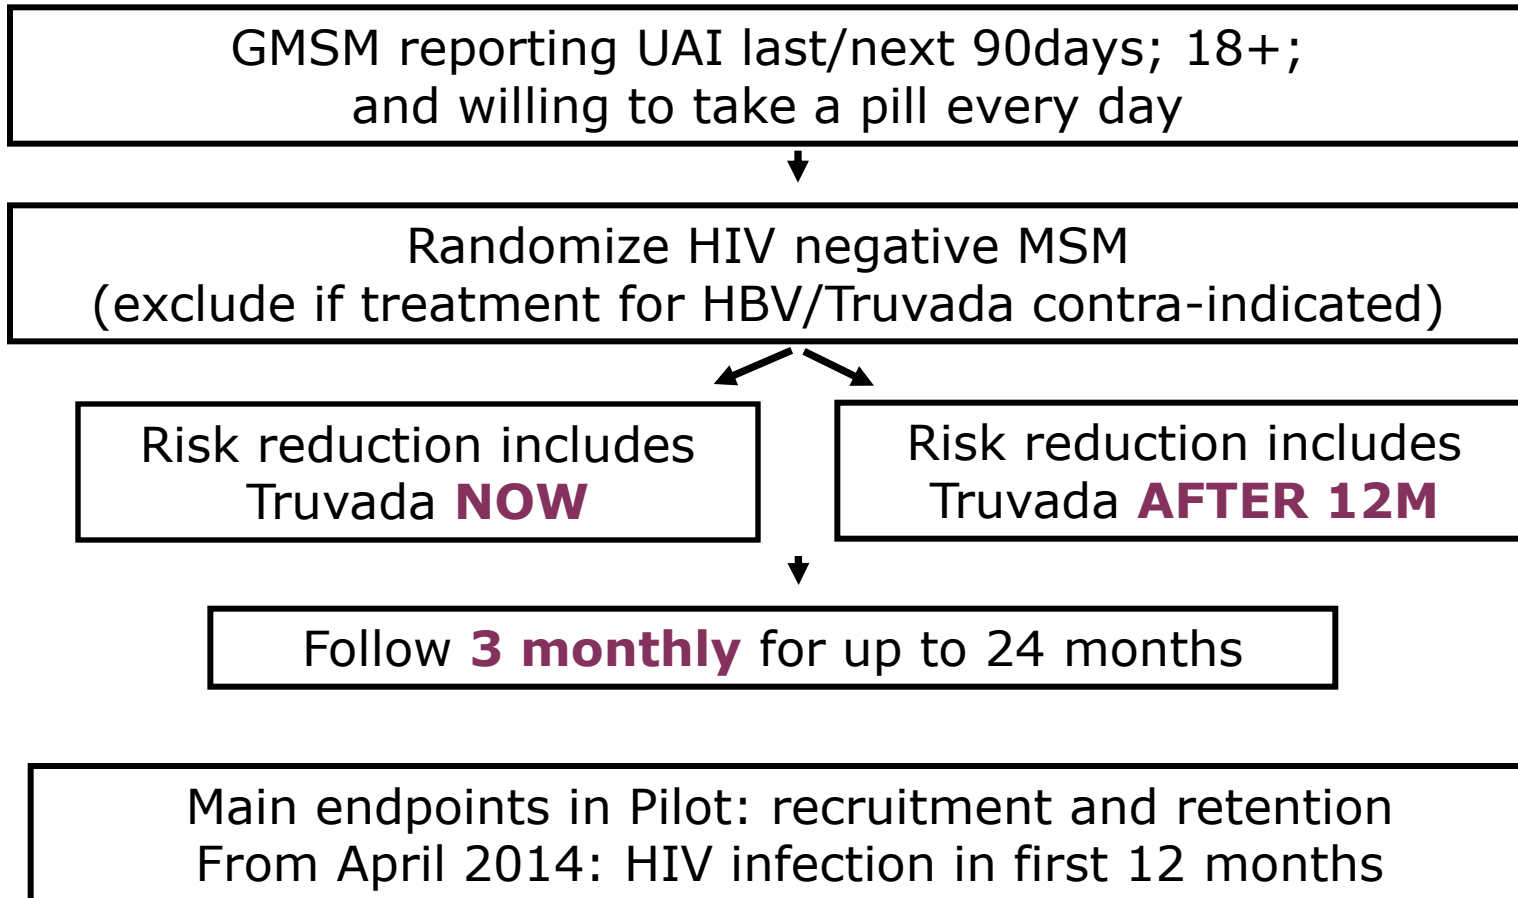 GMSM reporting UAI last/next 90days; 18+;
and willing to take a pill every day
Randomize HIV negative MSM
(exclude if treatment for HBV/Truvada contra-indicated)
Risk reduction includes
Truvada NOW
Risk reduction includes
Truvada AFTER 12M
Follow 3 monthly for up to 24 months
Main endpoints in Pilot: recruitment and retention
From April 2014: HIV infection in first 12 months